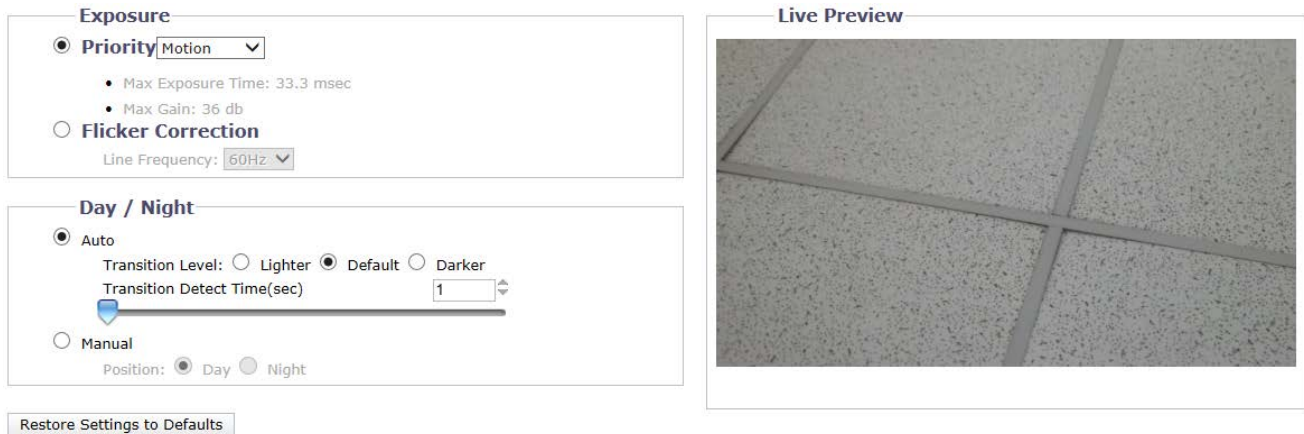 Exposure
Priority Motion
Max Exposure Time: 33.3 msec
Max Gain: 36 db
Flicker Correction
Line Frequency: 60Hz
Day / Night
Auto
Transition Level: Lighter Default Darker
Transition Detect Time(sec) 1
Manual
Position: Day Night
Restore Settings to Defaults
Live Preview